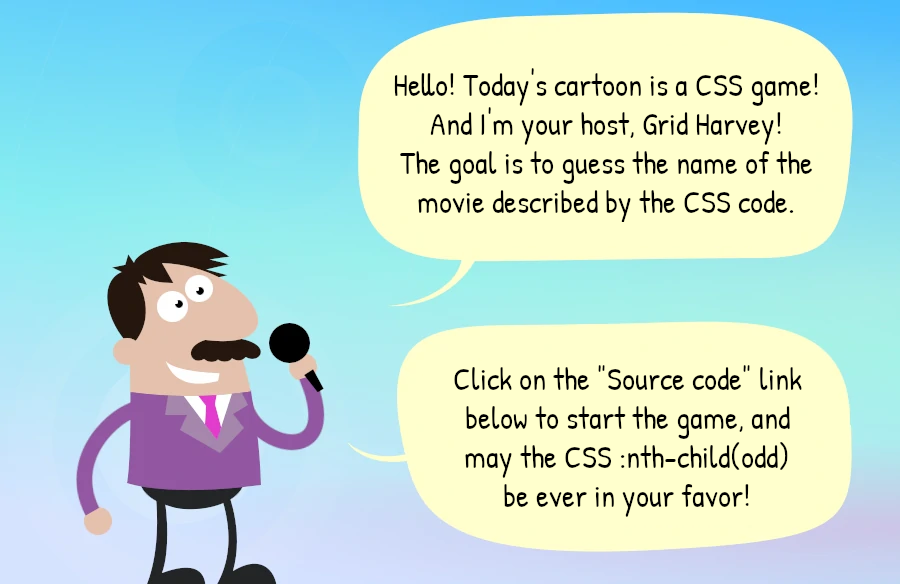 Hello! Today's cartoon is a CSS game!
And I'm your host, Grid Harvey!
The goal is to guess the name of the
movie described by the CSS code.
Click on the "Source code" link
below to start the game, and
may the CSS :nth-child(odd)
be ever in your favor!